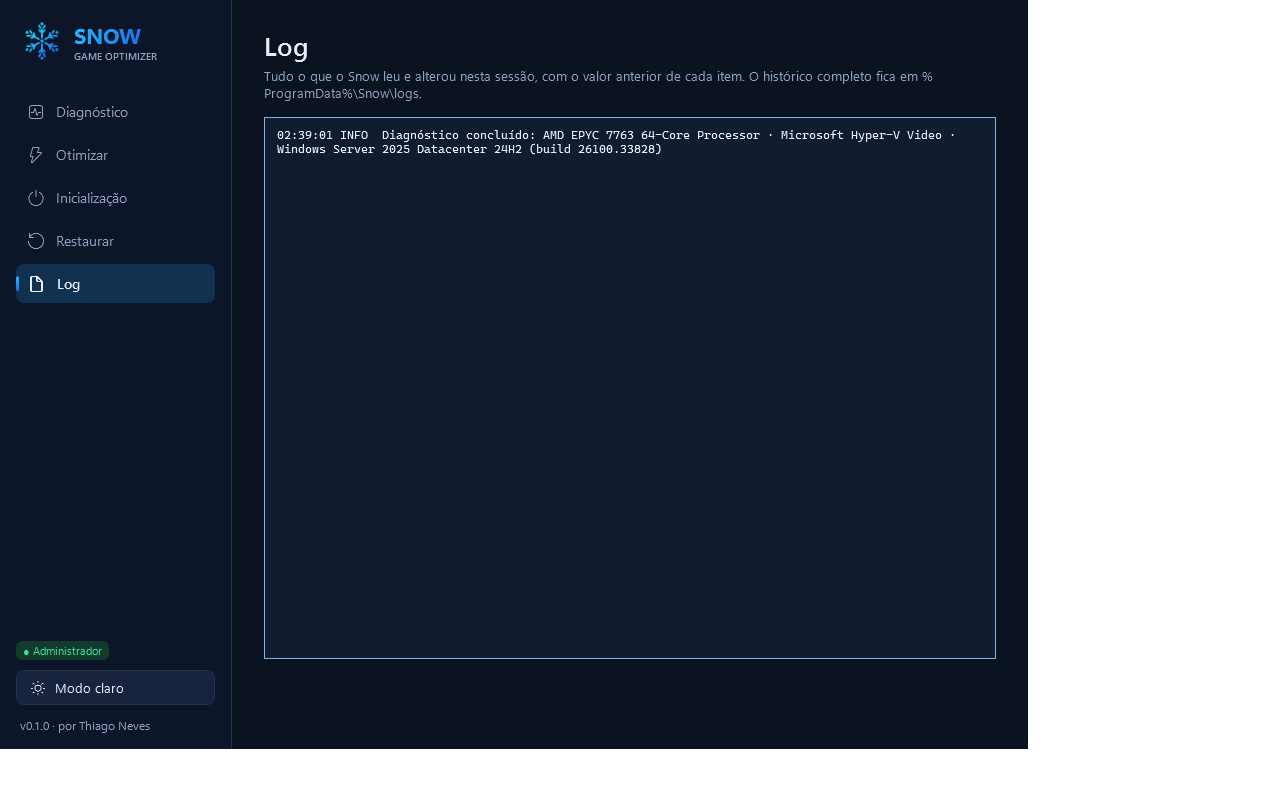 SNOW
GAME OPTIMIZER
Diagnóstico
Otimizar
Inicialização
Restaurar
Log
● Administrador
Modo claro
v0.1.0 · por Thiago Neves
Log
Tudo o que o Snow leu e alterou nesta sessão, com o valor anterior de cada item. O histórico completo fica em %
ProgramData%\Snow\logs.
02:39:01 INFO  Diagnóstico concluído: AMD EPYC 7763 64-Core Processor · Microsoft Hyper-V Video ·
Windows Server 2025 Datacenter 24H2 (build 26100.33828)